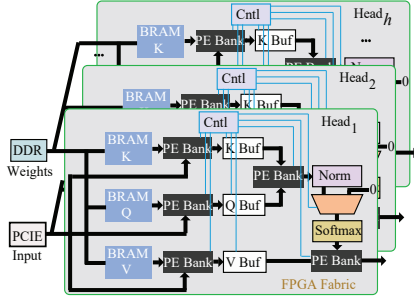 Head h
Cntl
BRAM
K
PE Bank
K Buf
...
...
0
Head 2
Cntl
BRAM
K Buf
Head 1
Cntl
BRAM
K
PE Bank
K Buf
DDR
Weights
PE Bank
Norm
0
BRAM
Q
PE Bank
Q Buf
PCIE
Input
Softmax
BRAM
V
PE Bank
V Buf
PE Bank
FPGA Fabric